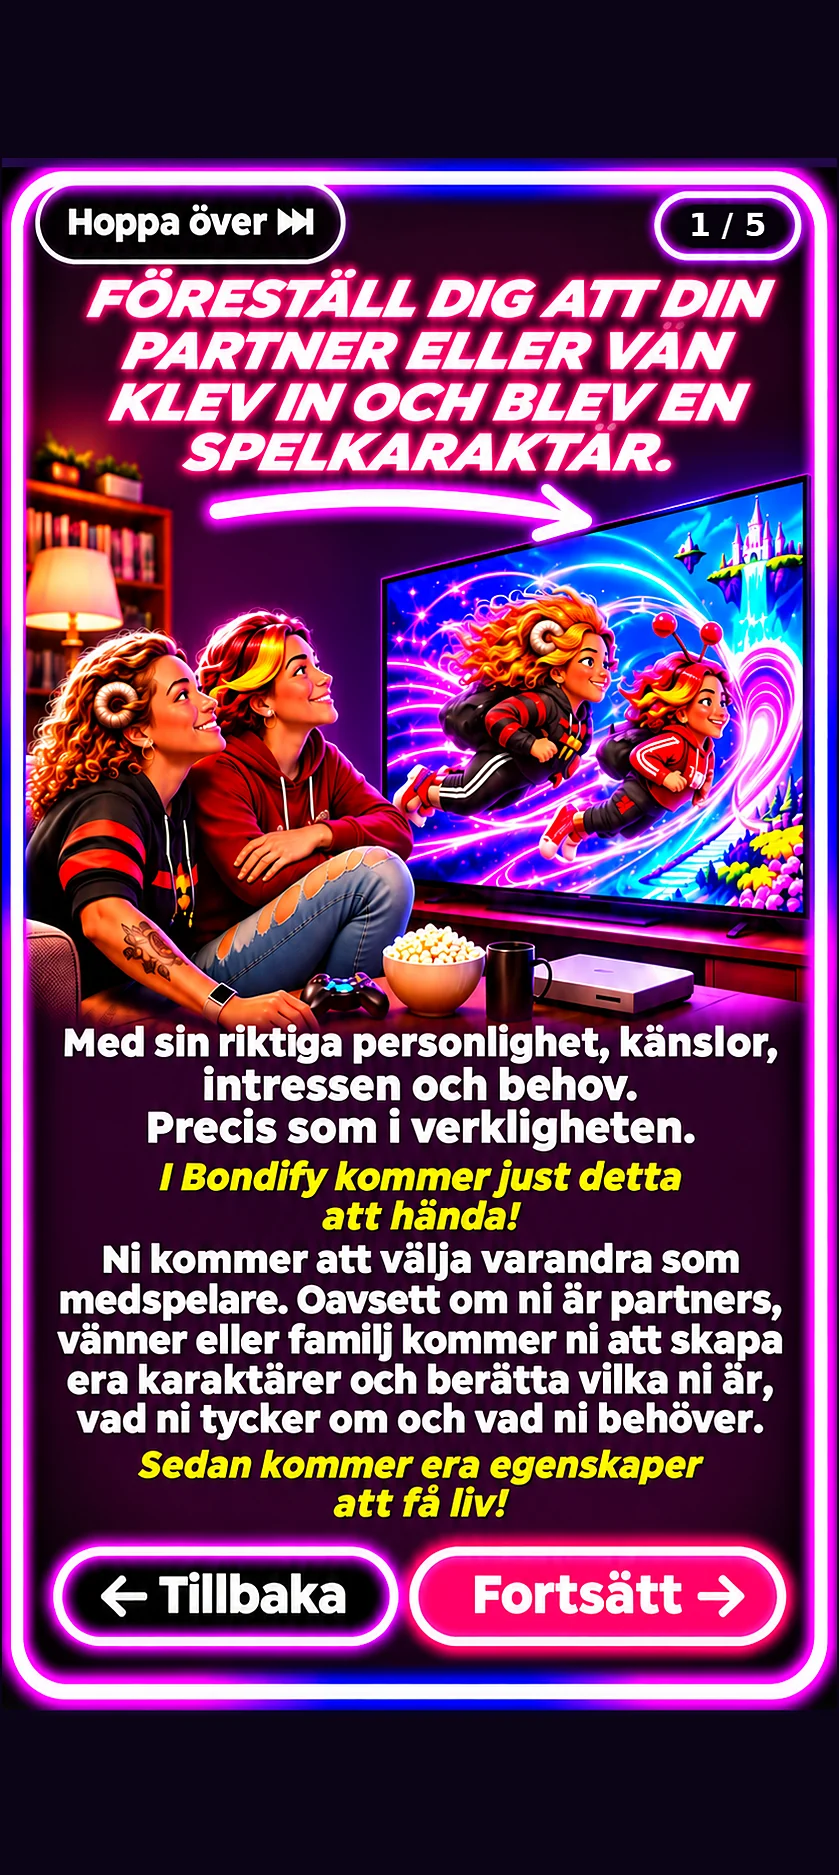 Hoppa över
1 / 5
FÖRESTÄLL DIG ATT DIN
PARTNER ELLER VÄN
KLEV IN OCH BLEV EN
SPELKARAKTÄR.
Med sin riktiga personlighet, känslor,
intressen och behov.
Precis som i verkligheten.
I Bondify kommer just detta
att hända!
Ni kommer att välja varandra som
medspelare. Oavsett om ni är partners,
vänner eller familj kommer ni att skapa
era karaktärer och berätta vilka ni är,
vad ni tycker om och vad ni behöver.
Sedan kommer era egenskaper
att få liv!
← Tillbaka
Fortsätt →